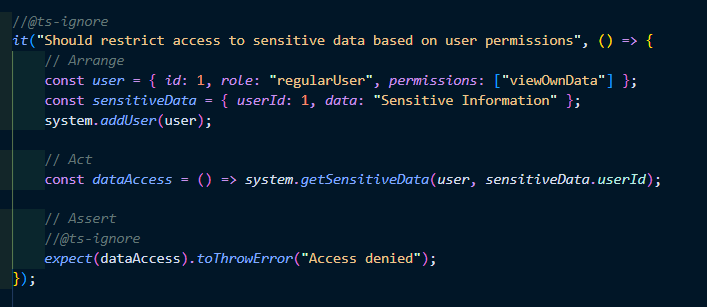 //@ts-ignore
it("Should restrict access to sensitive data based on user permissions", () => {
    // Arrange
    const user = { id: 1, role: "regularUser", permissions: ["viewOwnData"] };
    const sensitiveData = { userId: 1, data: "Sensitive Information" };
    system.addUser(user);

    // Act
    const dataAccess = () => system.getSensitiveData(user, sensitiveData.userId);

    // Assert
    //@ts-ignore
    expect(dataAccess).toThrowError("Access denied");
});